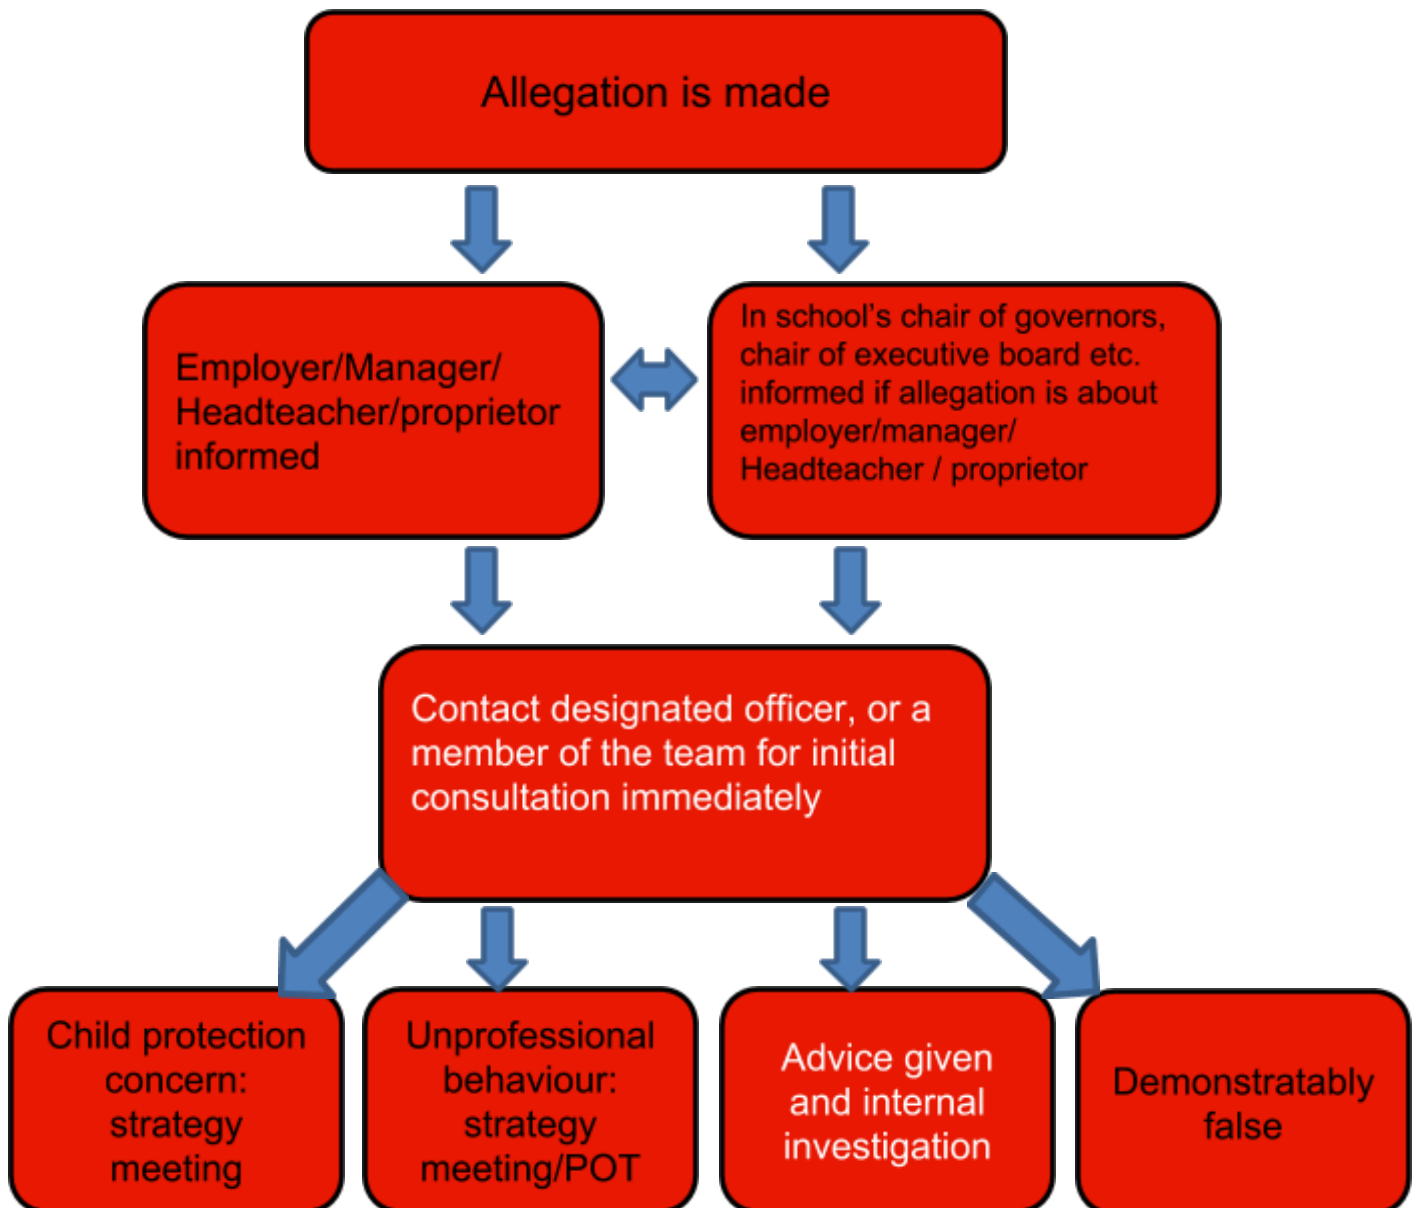 Allegation is made
Employer/Manager/
Headteacher/proprietor
informed
In school’s chair of governors,
chair of executive board etc.
informed if allegation is about
employer/manager/
Headteacher / proprietor
Contact designated officer, or a
member of the team for initial
consultation immediately
Child protection
concern:
strategy
meeting
Unprofessional
behaviour:
strategy
meeting/POT
Advice given
and internal
investigation
Demonstratably
false